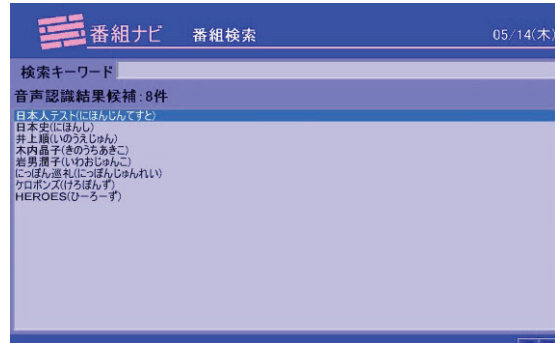 番組ナビ 番組検索 05/14(木)
検索キーワード
音声認識結果候補:8件
日本人テスト(にほんじんてすと)
日本史(にほんし)
井上順(いのうえじゅん)
木内晶子(きのうちあきこ)
岩男潤子(いわおじゅんこ)
にっぽん巡礼(にっぽんじゅんれい)
ケロポンズ(けろぽんず)
HEROES(ひーろーず)